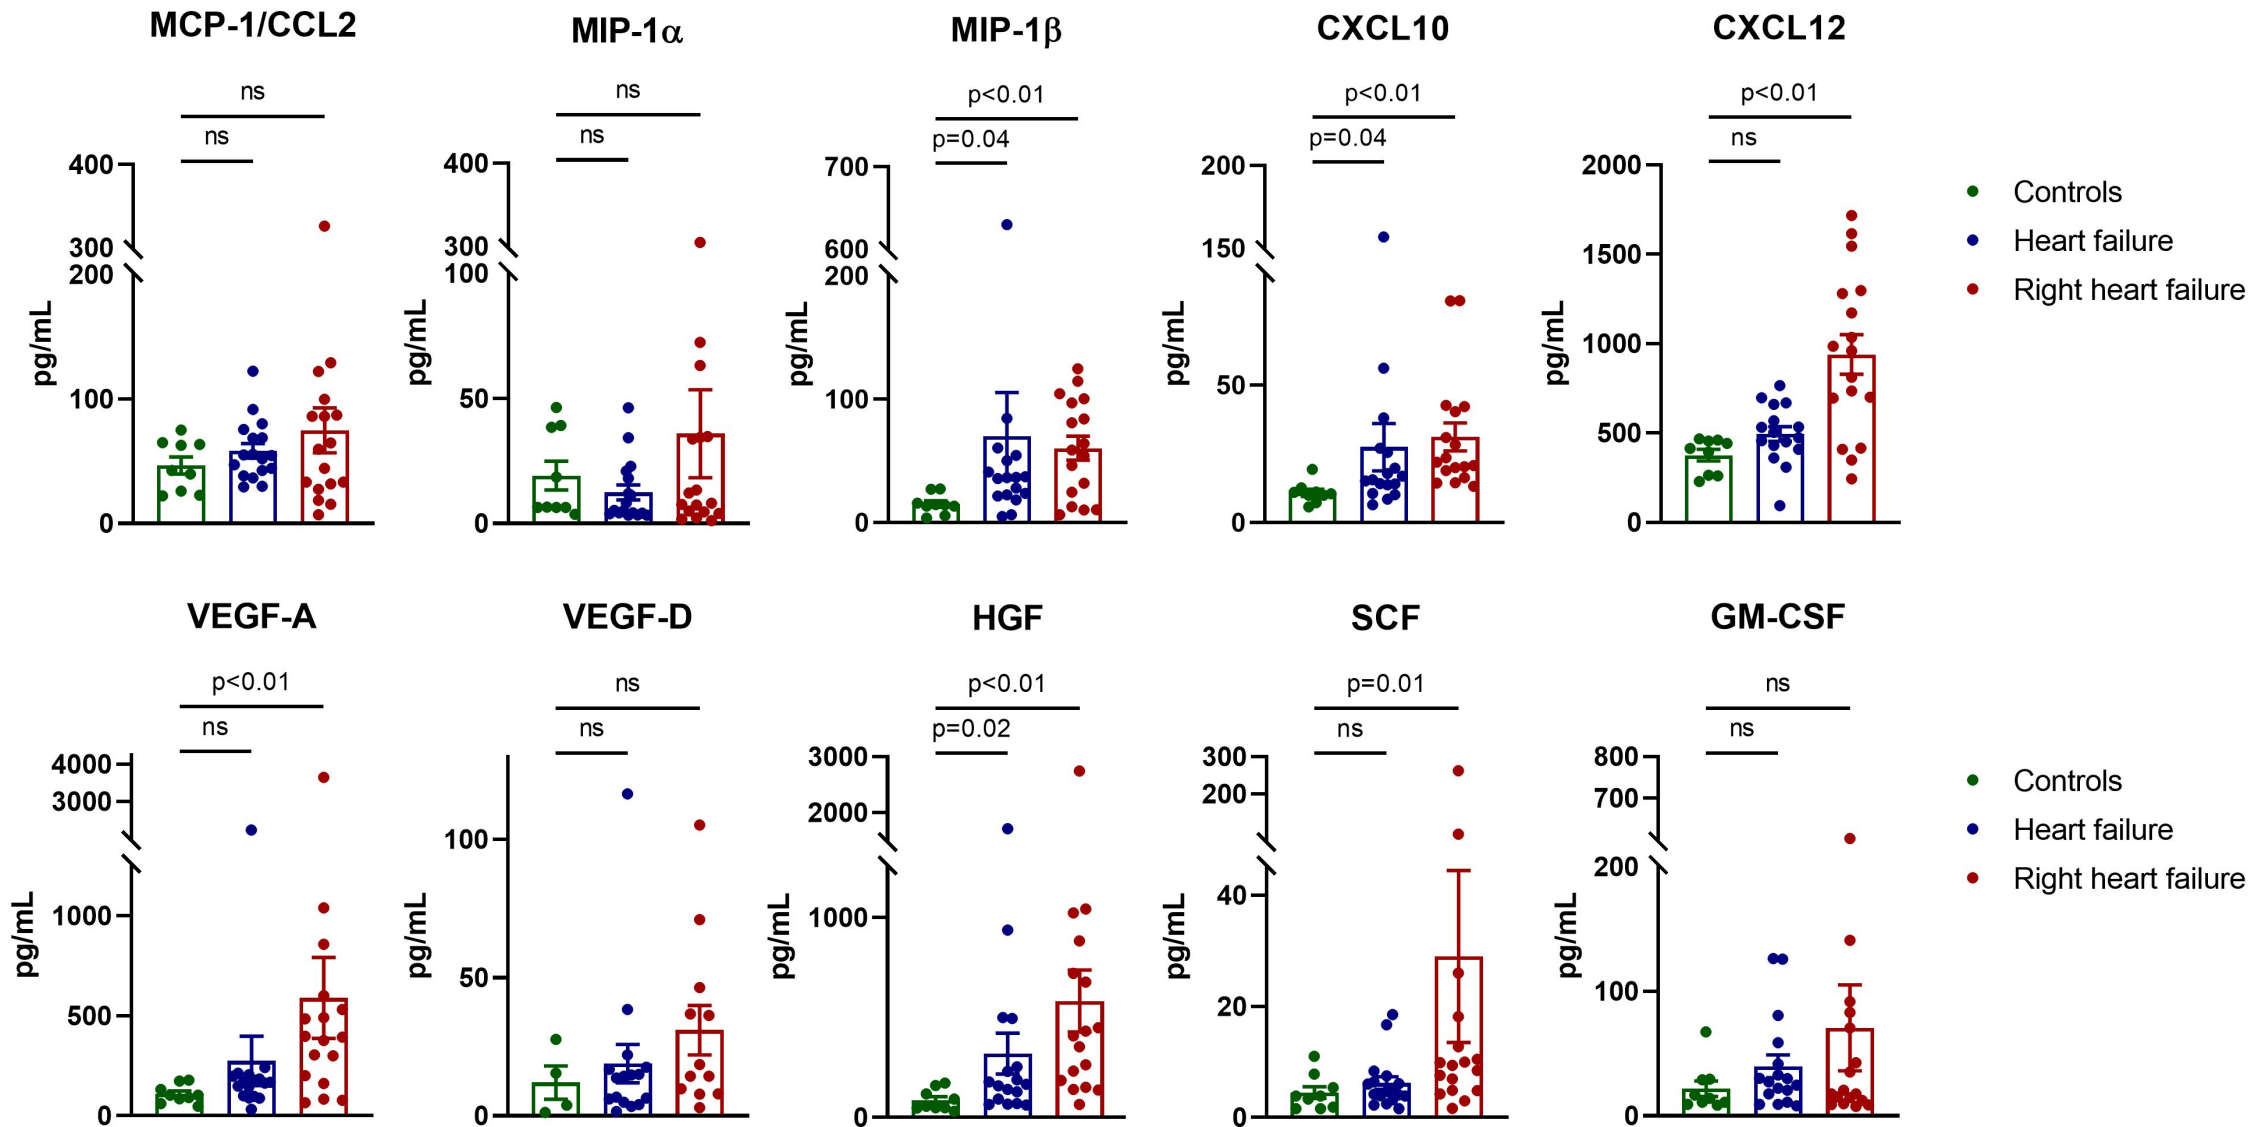 MCP-1/CCL2
ns
ns
400
300
200
100
0
pg/mL
MIP-1α
ns
ns
400
300
100
50
0
pg/mL
MIP-1β
p<0.01
p=0.04
700
600
200
100
0
pg/mL
CXCL10
p<0.01
p=0.04
200
150
50
0
pg/mL
CXCL12
p<0.01
ns
2000
1500
1000
500
0
pg/mL
Controls
Heart failure
Right heart failure
VEGF-A
p<0.01
ns
4000
3000
1000
500
0
pg/mL
VEGF-D
ns
ns
100
50
0
pg/mL
HGF
p<0.01
p=0.02
3000
2000
1000
0
pg/mL
SCF
p=0.01
ns
300
200
40
20
0
pg/mL
GM-CSF
ns
ns
800
700
200
100
0
pg/mL
Controls
Heart failure
Right heart failure